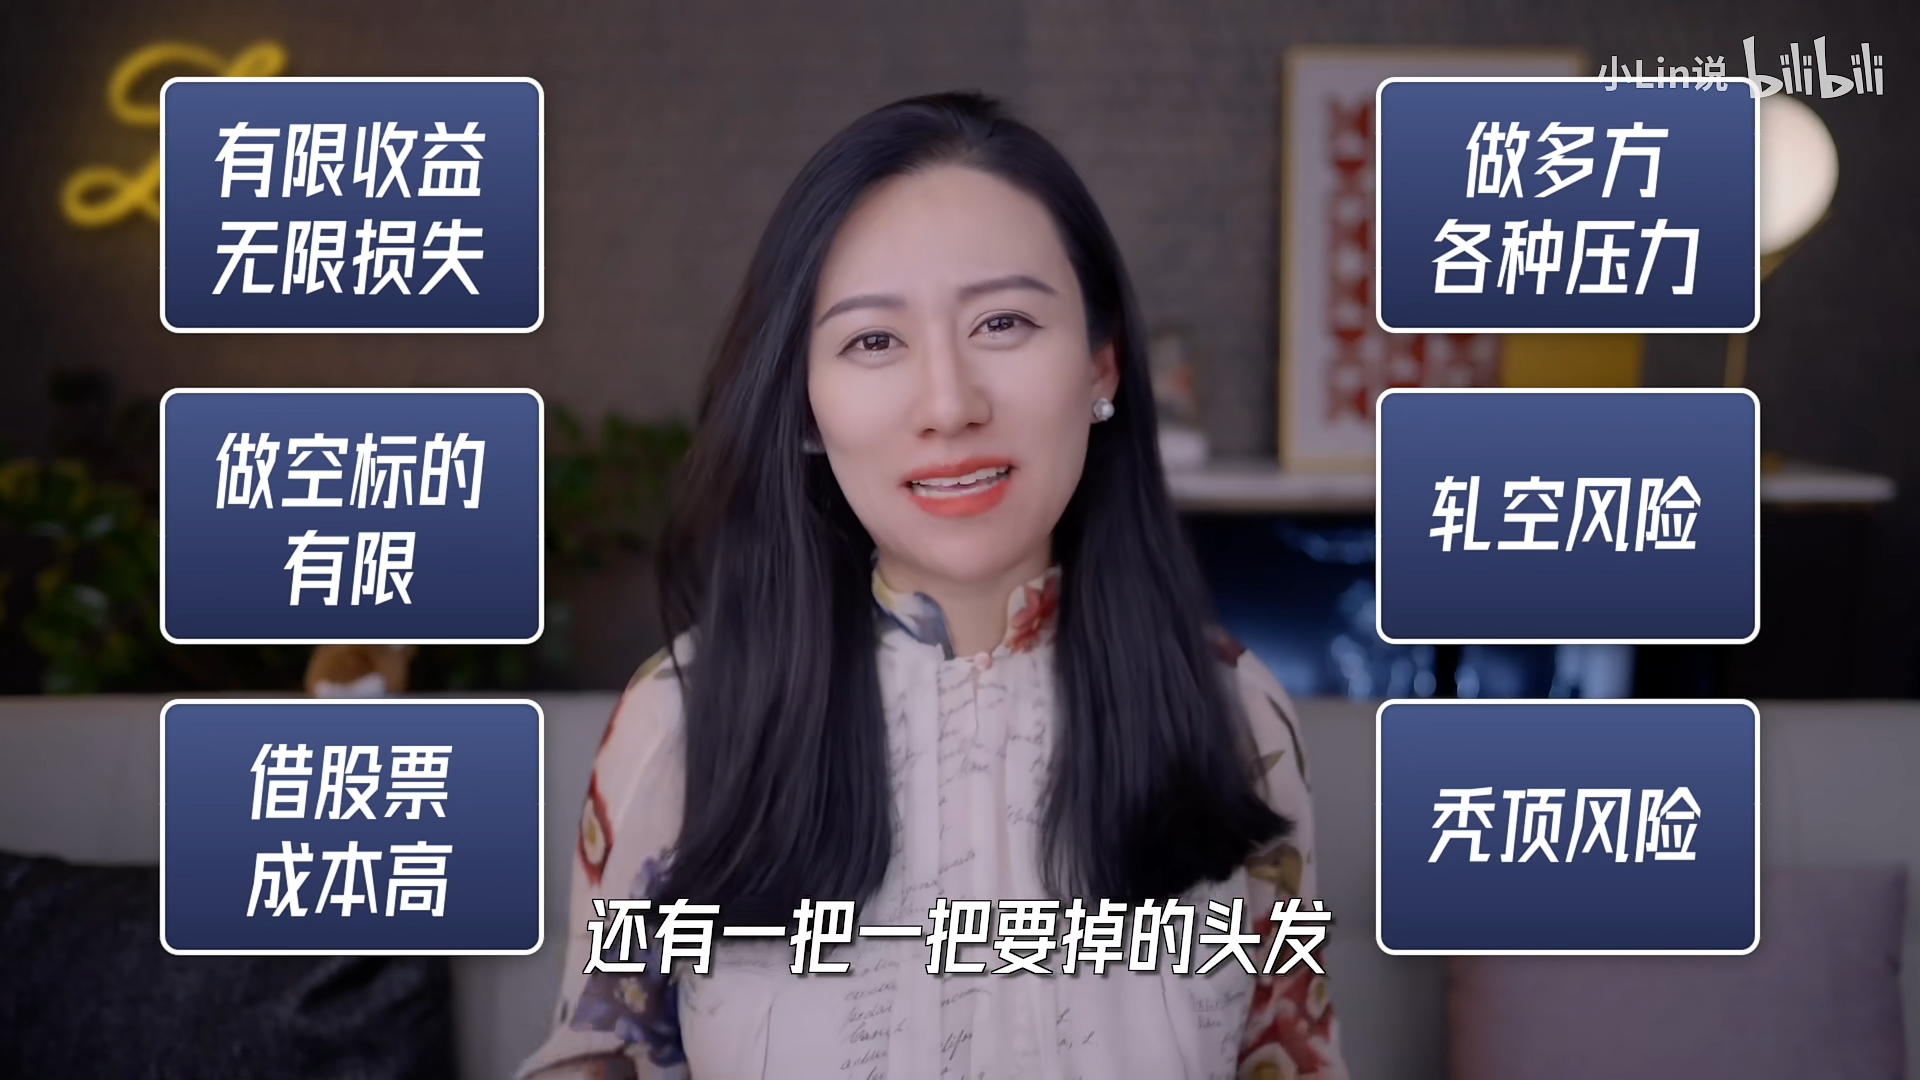 小Lin说 bilibili
有限收益
无限损失
做空标的
有限
借股票
成本高
做多方
各种压力
轧空风险
秃顶风险
还有一把一把要掉的头发